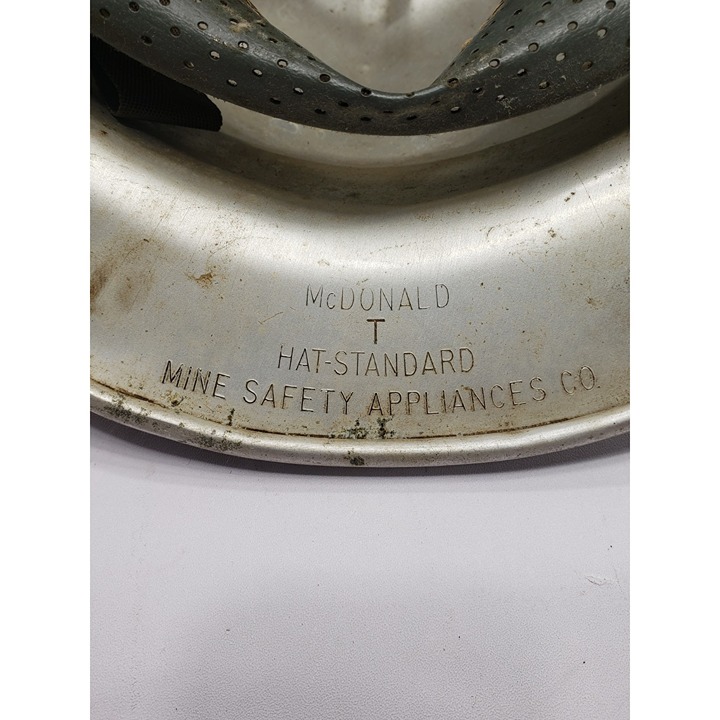 McDONALD
T
HAT-STANDARD
MINE SAFETY APPLIANCES CO.